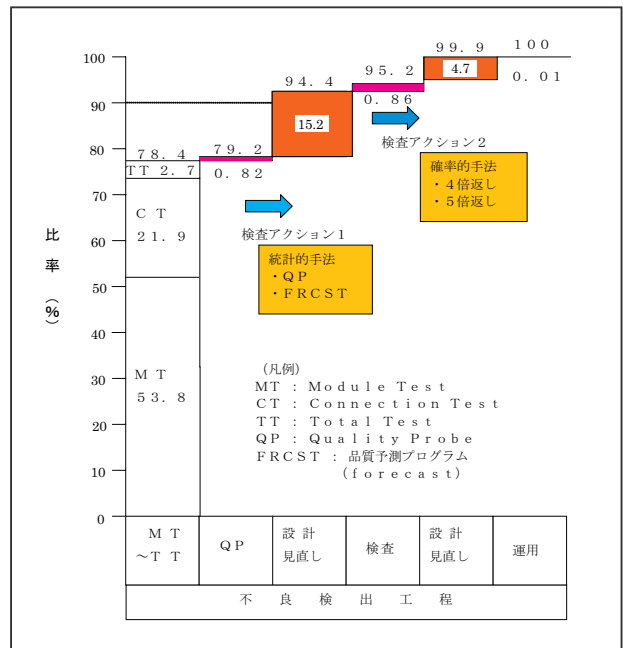 100
90
80
70
60
50
40
30
20
10
0
比率(%)
78.4
TT 2.7
CT
21.9
MT
53.8
79.2
0.82
94.4
15.2
95.2
0.86
99.9
4.7
100
0.01
検査アクション1
統計的手法
・QP
・FRCST
検査アクション2
確率的手法
・4倍返し
・5倍返し
(凡例)
MT : Module Test
CT : Connection Test
TT : Total Test
QP : Quality Probe
FRCST : 品質予測プログラム
(forecast)
MT
~TT
QP
設計
見直し
検査
設計
見直し
運用
不良検出工程